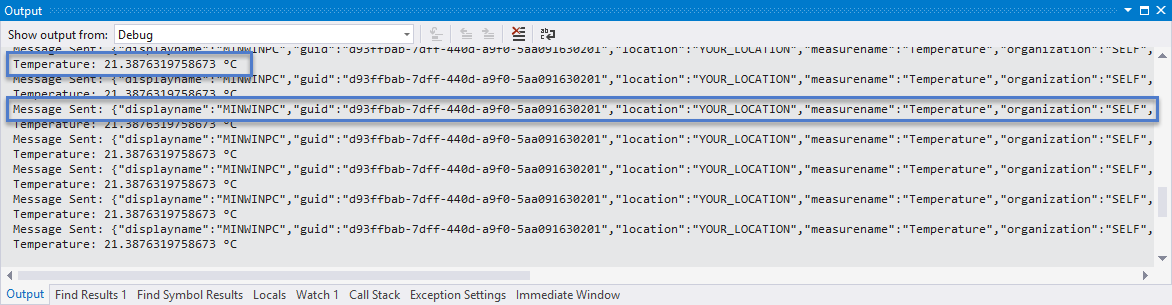 Output
Show output from: Debug
Message Sent: {"displayname":"MINWINPC","guid":"d93ffbab-7dff-440d-a9f0-5aa091630201","location":"YOUR_LOCATION","measurename":"Temperature","organization":"SELF",
Temperature: 21.3876319758673 ºC
Message Sent: {"displayname":"MINWINPC","guid":"d93ffbab-7dff-440d-a9f0-5aa091630201","location":"YOUR_LOCATION","measurename":"Temperature","organization":"SELF",
Temperature: 21.3876319758673 ºC
Message Sent: {"displayname":"MINWINPC","guid":"d93ffbab-7dff-440d-a9f0-5aa091630201","location":"YOUR_LOCATION","measurename":"Temperature","organization":"SELF",
Temperature: 21.3876319758673 ºC
Message Sent: {"displayname":"MINWINPC","guid":"d93ffbab-7dff-440d-a9f0-5aa091630201","location":"YOUR_LOCATION","measurename":"Temperature","organization":"SELF",
Temperature: 21.3876319758673 ºC
Message Sent: {"displayname":"MINWINPC","guid":"d93ffbab-7dff-440d-a9f0-5aa091630201","location":"YOUR_LOCATION","measurename":"Temperature","organization":"SELF",
Temperature: 21.3876319758673 ºC
Message Sent: {"displayname":"MINWINPC","guid":"d93ffbab-7dff-440d-a9f0-5aa091630201","location":"YOUR_LOCATION","measurename":"Temperature","organization":"SELF",
Temperature: 21.3876319758673 ºC
Message Sent: {"displayname":"MINWINPC","guid":"d93ffbab-7dff-440d-a9f0-5aa091630201","location":"YOUR_LOCATION","measurename":"Temperature","organization":"SELF",
Temperature: 21.3876319758673 ºC
Output Find Results 1 Find Symbol Results Locals Watch 1 Call Stack Exception Settings Immediate Window